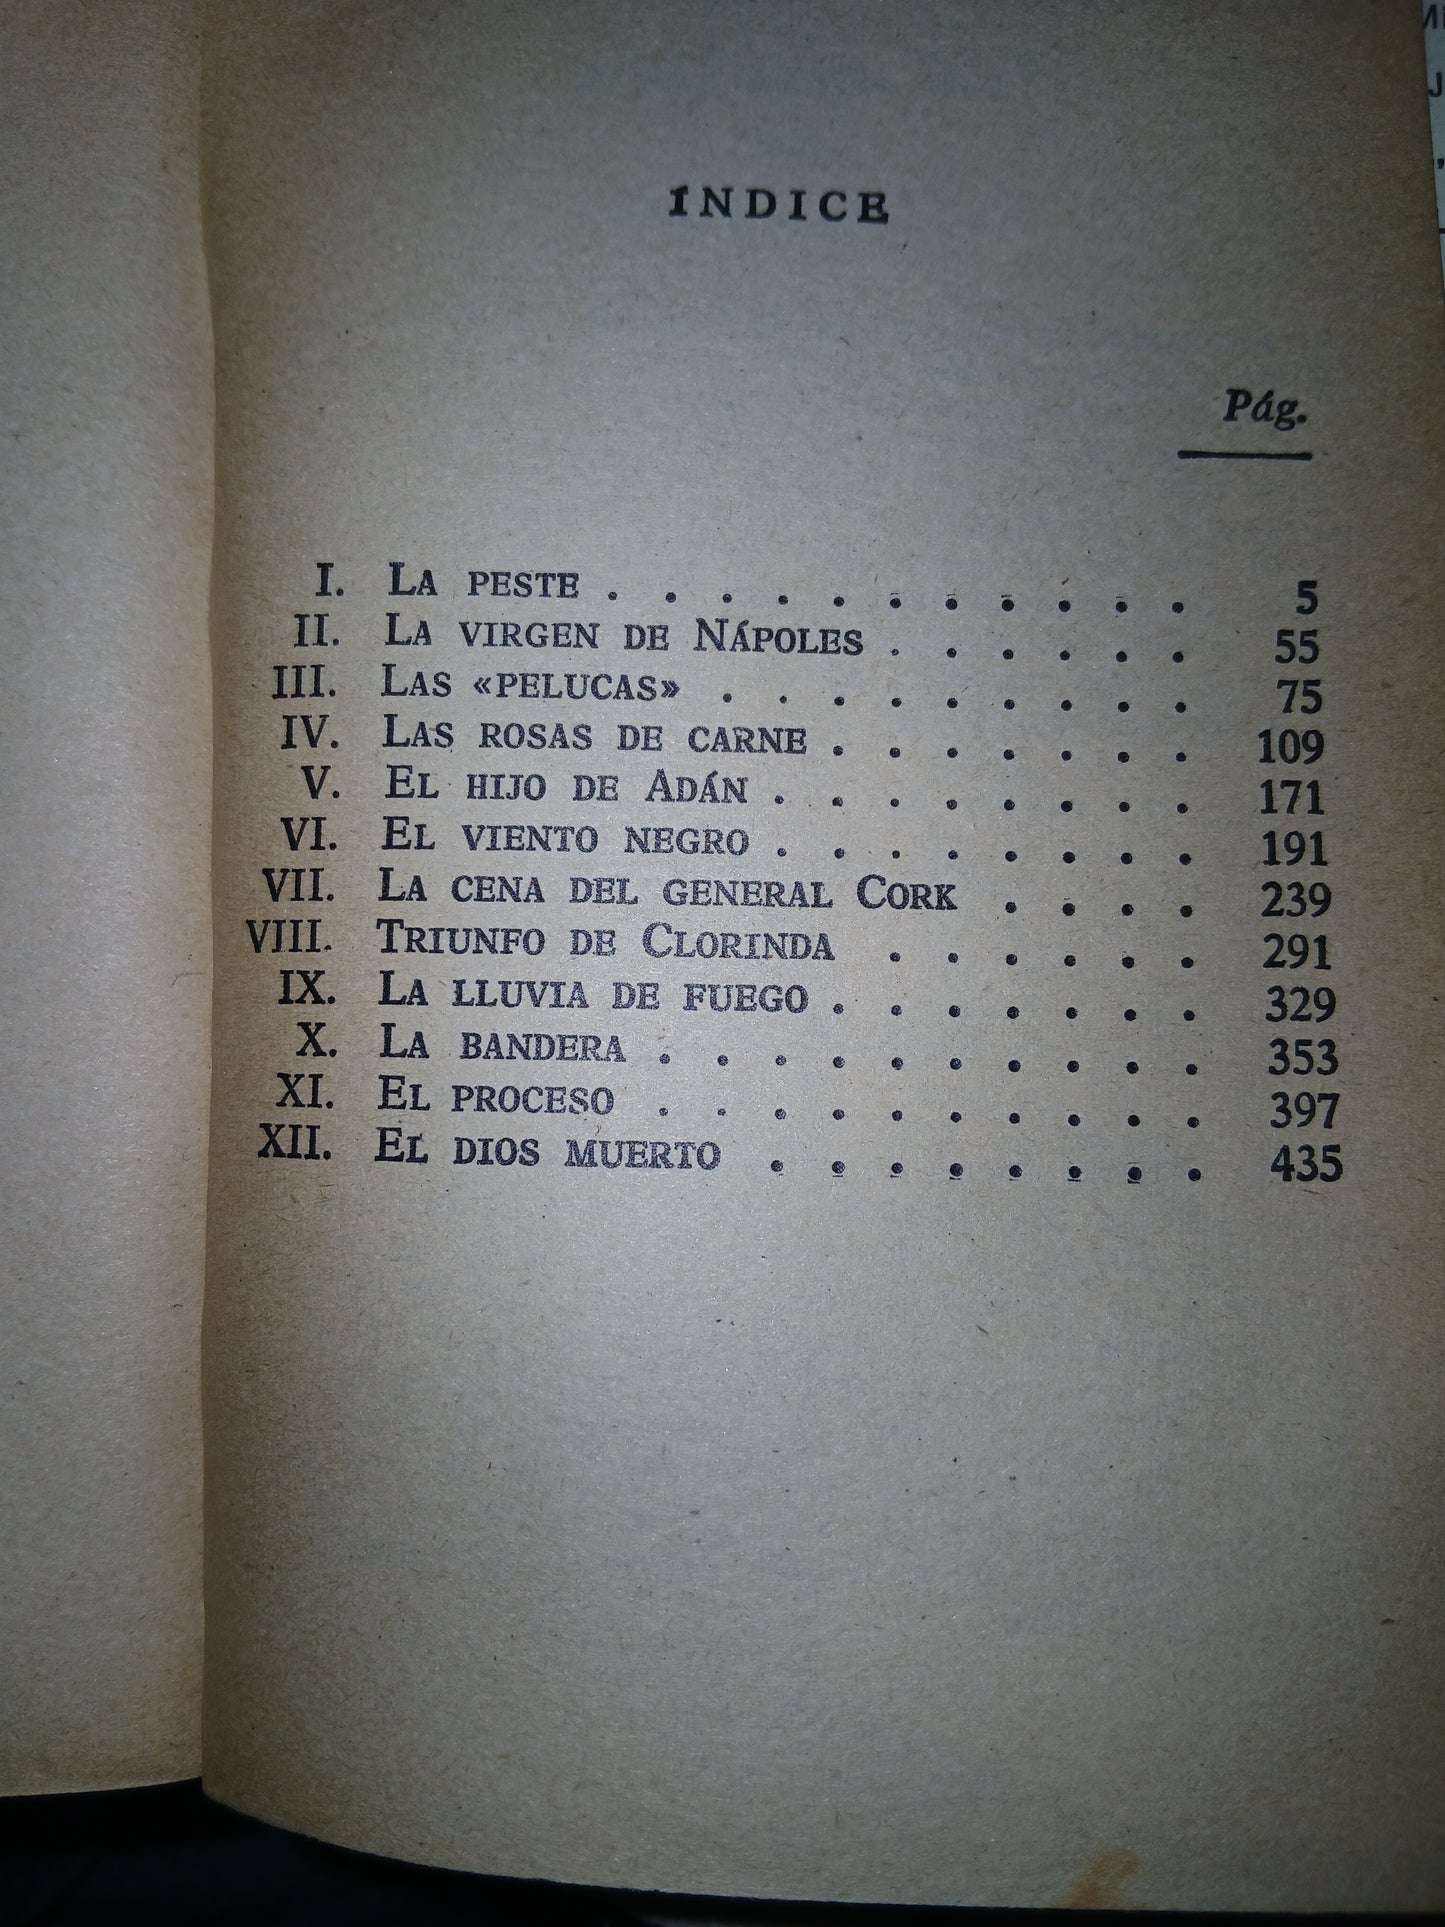 ÍNDICE
Pág.
I. La peste . . . . . . . . . . . 5
II. La virgen de Nápoles . . . . . . 55
III. Las «pelucas» . . . . . . . . . 75
IV. Las rosas de carne . . . . . . . 109
V. El hijo de Adán . . . . . . . . 171
VI. El viento negro . . . . . . . . 191
VII. La cena del general Cork . . . . 239
VIII. Triunfo de Clorinda . . . . . . 291
IX. La lluvia de fuego . . . . . . . 329
X. La bandera . . . . . . . . . . 353
XI. El proceso . . . . . . . . . . 397
XII. El dios muerto . . . . . . . . 435